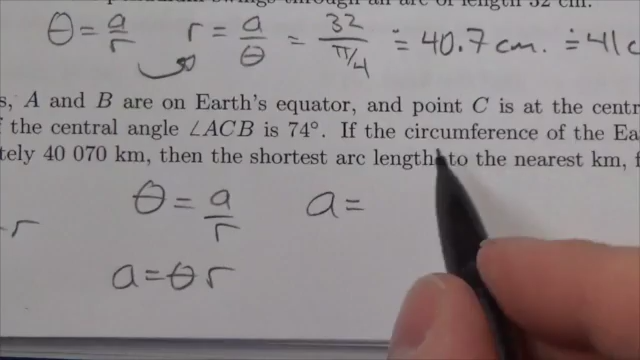 pendulum swings through an arc of length 32 cm.
θ = a/r r = a/θ = 32/(π/4) ≐ 40.7 cm. ≐ 41 c
s, A and B are on Earth's equator, and point C is at the cent
f the central angle ∠ACB is 74°. If the circumference of the Ea
tely 40 070 km, then the shortest arc length to the nearest km, f
θ = a/r a =
r
a = θ r